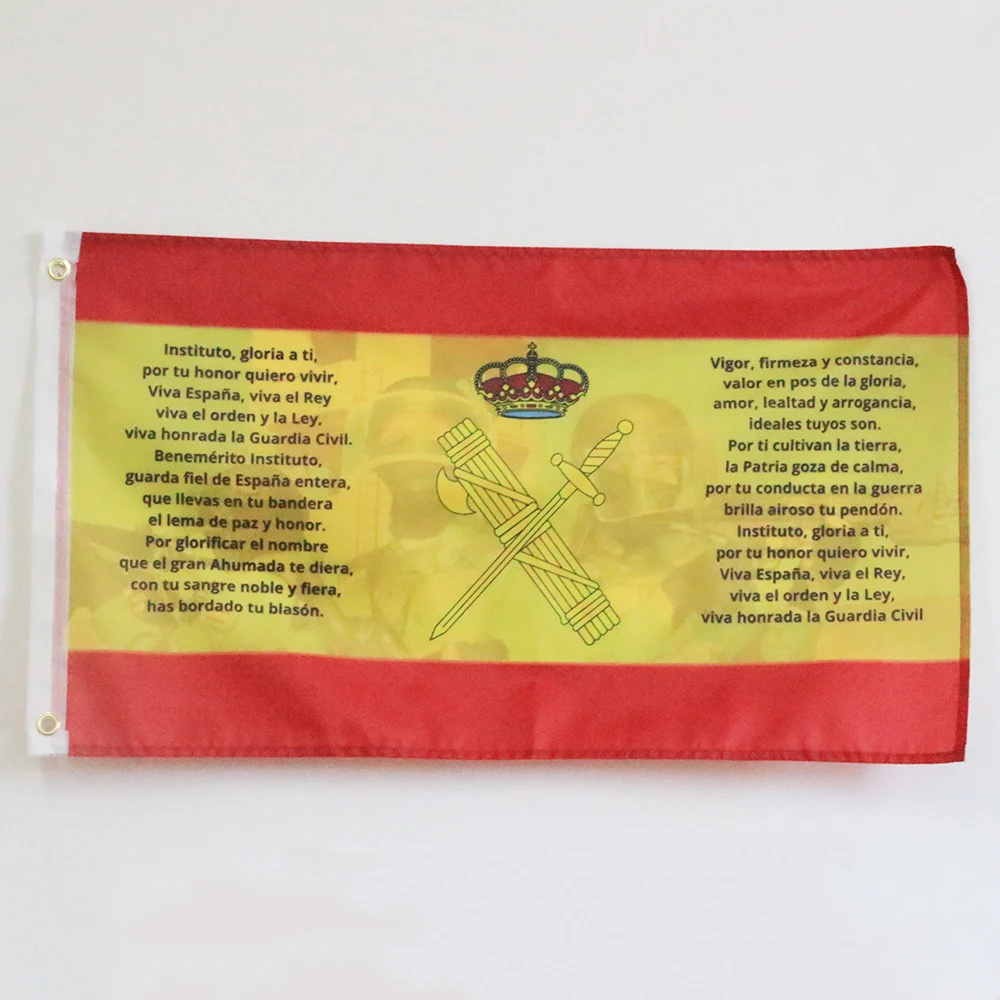 Instituto, gloria a ti,
por tu honor quiero vivir,
Viva España, viva el Rey
viva el orden y la Ley,
viva honrada la Guardia Civil.
Benemérito Instituto,
guarda fiel de España entera,
que llevas en tu bandera
el lema de paz y honor.
Por glorificar el nombre
que el gran Ahumada te diera,
con tu sangre noble y fiera,
has bordado tu blasón.
Vigor, firmeza y constancia,
valor en pos de la gloria,
amor, lealtad y arrogancia,
ideales tuyos son.
Por ti cultivan la tierra,
la Patria goza de calma,
por tu conducta en la guerra
brilla airoso tu pendón.
Instituto, gloria a ti,
por tu honor quiero vivir,
Viva España, viva el Rey,
viva el orden y la Ley,
viva honrada la Guardia Civil